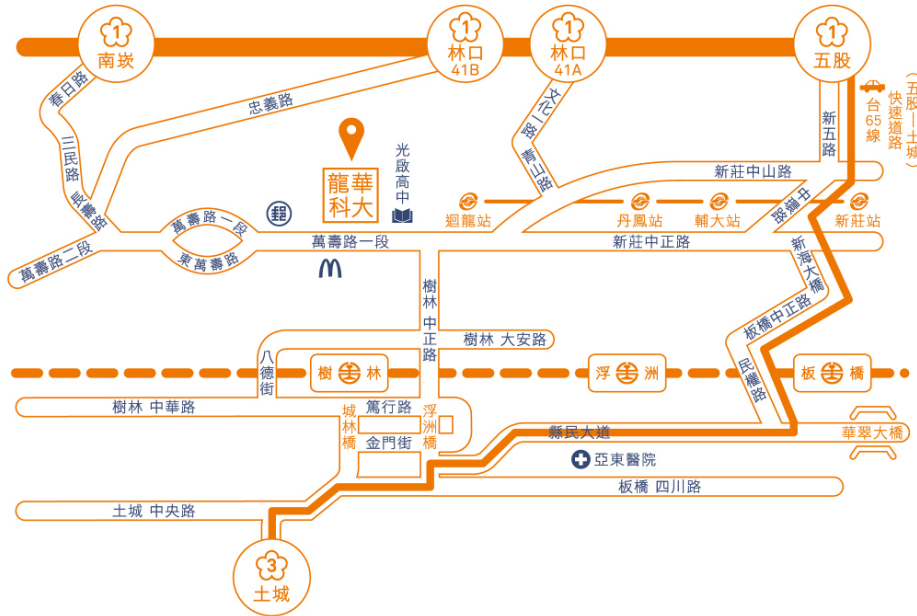 1
南崁
1
林口
41B
1
林口
41A
1
五股
春日路
忠義路
文化一路
新五路
台65線
快速道路
（五股—土城）
三民路
光啟高中
青山路
新莊中山路
龍華
科大
郵
長壽路
迴龍站
丹鳳站
輔大站
中環路
新莊站
萬壽路一段
萬壽路一段
新莊中正路
萬壽路二段
東萬壽路
新海大橋
樹林 中正路
板橋中正路
樹林 大安路
八德街
樹 林
浮 洲
民權路
板 橋
樹林 中華路
篤行路
城林橋
浮洲橋
金門街
縣民大道
華翠大橋
亞東醫院
板橋 四川路
土城 中央路
3
土城